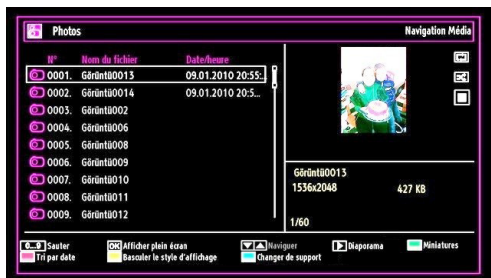 Photos Navigation Média
N° Nom du fichier Date/heure
0001. Görüntü0013 09.01.2010 20:55:.
0002. Görüntü0014 09.01.2010 20:5...
0003. Görüntü002
0004. Görüntü006
0005. Görüntü008
0006. Görüntü009
0007. Görüntü010
0008. Görüntü011
0009. Görüntü012
Görüntü0013
1536x2048 427 KB
1/60
0...9 Sauter OK Afficher plein écran Naviguer Diaporama Miniatures
Tri par date Basculer le style d'affichage Changer de support